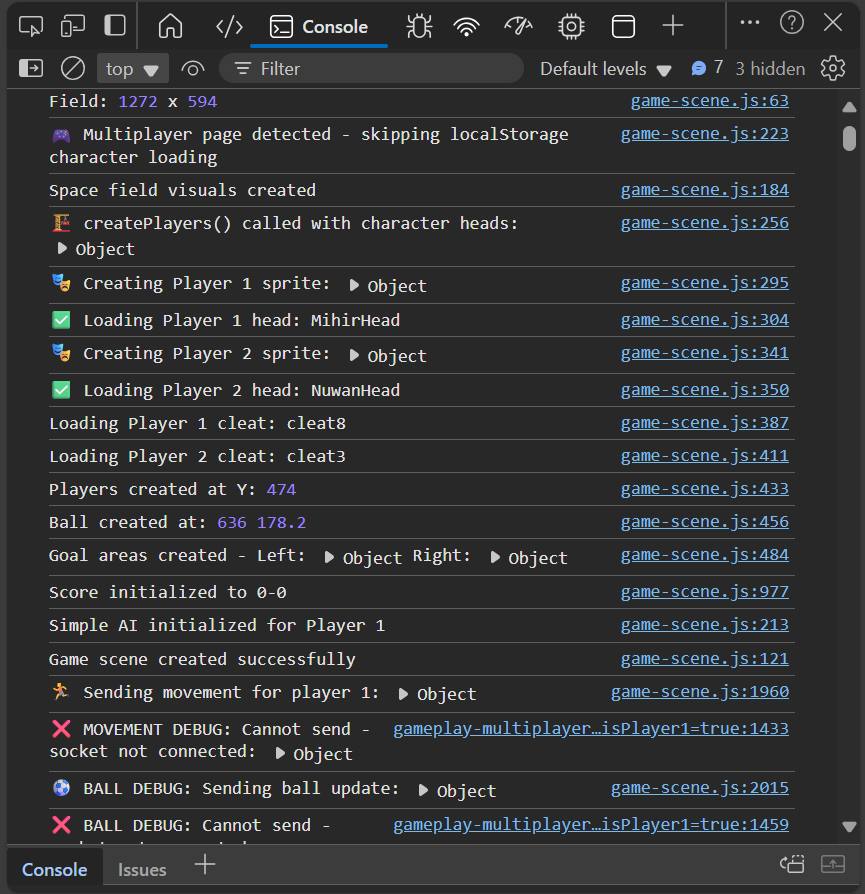 Console
top
Filter
Default levels
7
3 hidden
Field: 1272 x 594 game-scene.js:63
🎮 Multiplayer page detected - skipping localStorage game-scene.js:223
character loading
Space field visuals created game-scene.js:184
🏗️ createPlayers() called with character heads: game-scene.js:256
▶ Object
🎭 Creating Player 1 sprite: ▶ Object game-scene.js:295
✅ Loading Player 1 head: MihirHead game-scene.js:304
🎭 Creating Player 2 sprite: ▶ Object game-scene.js:341
✅ Loading Player 2 head: NuwanHead game-scene.js:350
Loading Player 1 cleat: cleat8 game-scene.js:387
Loading Player 2 cleat: cleat3 game-scene.js:411
Players created at Y: 474 game-scene.js:433
Ball created at: 636 178.2 game-scene.js:456
Goal areas created - Left: ▶ Object Right: ▶ Object game-scene.js:484
Score initialized to 0-0 game-scene.js:977
Simple AI initialized for Player 1 game-scene.js:213
Game scene created successfully game-scene.js:121
🏃 Sending movement for player 1: ▶ Object game-scene.js:1960
❌ MOVEMENT DEBUG: Cannot send - gameplay-multiplayer…isPlayer1=true:1433
socket not connected: ▶ Object
⚽ BALL DEBUG: Sending ball update: ▶ Object game-scene.js:2015
❌ BALL DEBUG: Cannot send - gameplay-multiplayer…isPlayer1=true:1459
Console
Issues